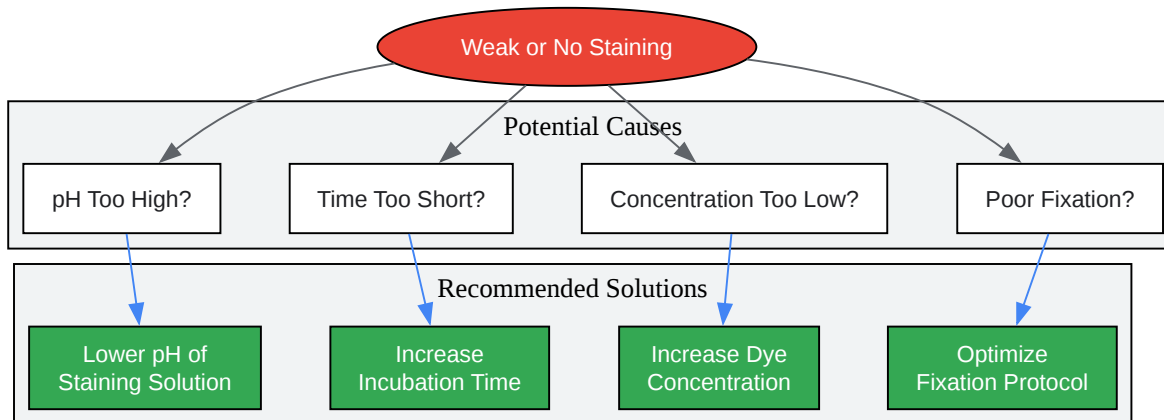 Weak or No Staining
Potential Causes
pH Too High?
Time Too Short?
Concentration Too Low?
Poor Fixation?
Recommended Solutions
Lower pH of
Staining Solution
Increase
Incubation Time
Increase Dye
Concentration
Optimize
Fixation Protocol